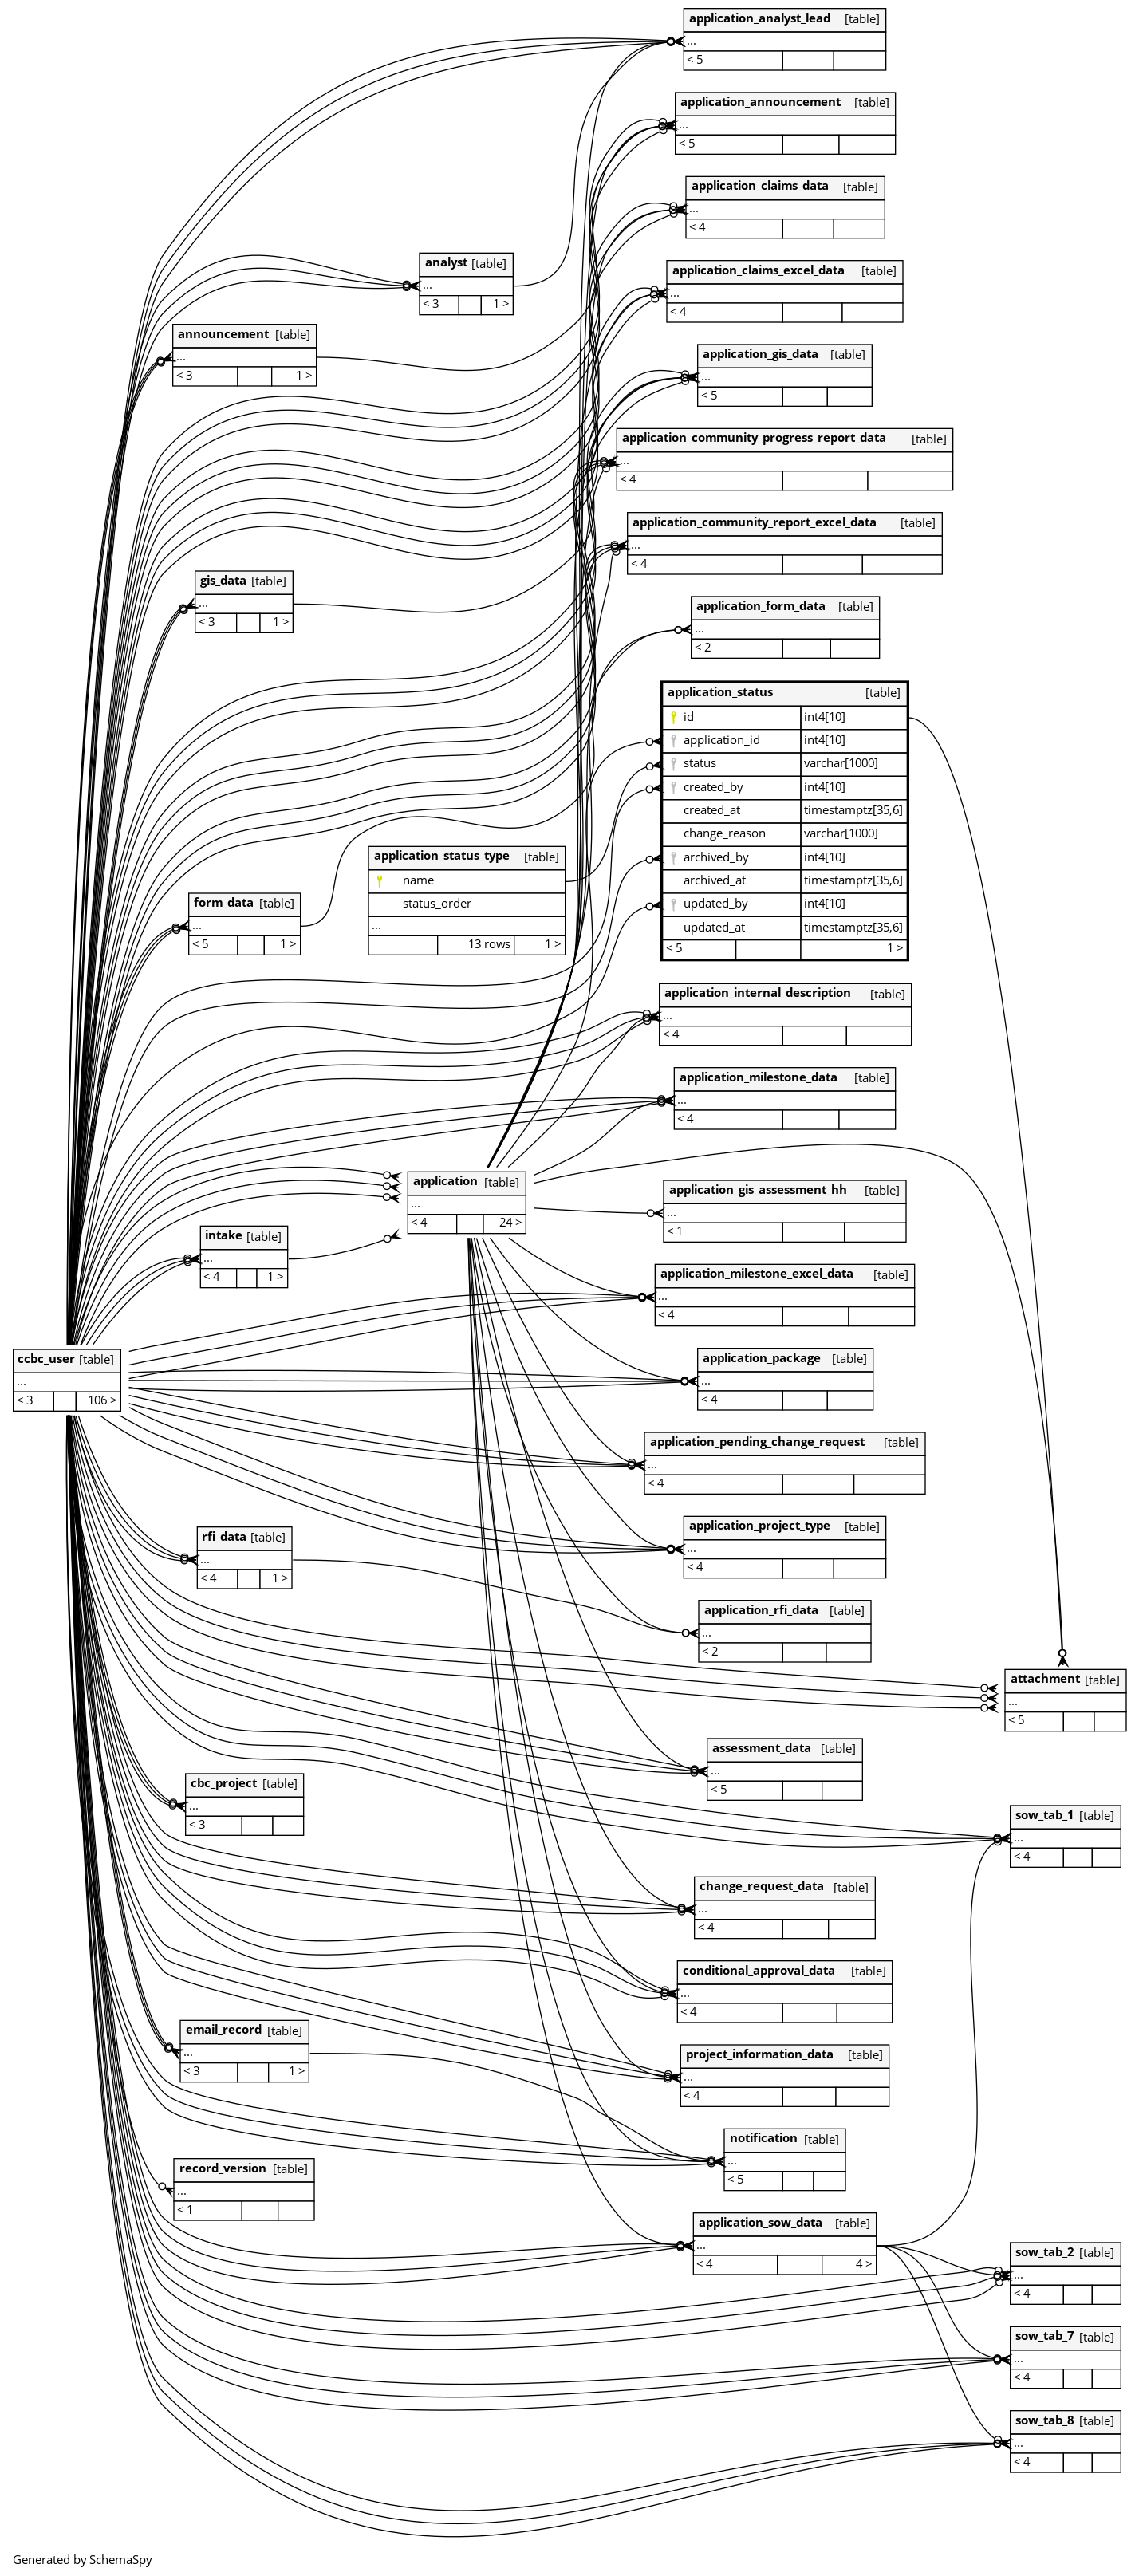 application_analyst_lead [table]
...
< 5
application_announcement [table]
...
< 5
application_claims_data [table]
...
< 4
analyst [table]
...
< 3 1 >
application_claims_excel_data [table]
...
< 4
announcement [table]
...
< 3 1 >
application_gis_data [table]
...
< 5
application_community_progress_report_data [table]
...
< 4
application_community_report_excel_data [table]
...
< 4
gis_data [table]
...
< 3 1 >
application_form_data [table]
...
< 2
application_status [table]
id int4[10]
application_id int4[10]
status varchar[1000]
created_by int4[10]
created_at timestamptz[35,6]
change_reason varchar[1000]
archived_by int4[10]
archived_at timestamptz[35,6]
updated_by int4[10]
updated_at timestamptz[35,6]
< 5 1 >
application_status_type [table]
name
status_order
...
13 rows 1 >
form_data [table]
...
< 5 1 >
application_internal_description [table]
...
< 4
application_milestone_data [table]
...
< 4
application [table]
...
< 4 24 >
application_gis_assessment_hh [table]
...
< 1
intake [table]
...
< 4 1 >
application_milestone_excel_data [table]
...
< 4
ccbc_user [table]
...
< 3 106 >
application_package [table]
...
< 4
application_pending_change_request [table]
...
< 4
application_project_type [table]
...
< 4
rfi_data [table]
...
< 4 1 >
application_rfi_data [table]
...
< 2
attachment [table]
...
< 5
assessment_data [table]
...
< 5
cbc_project [table]
...
< 3
sow_tab_1 [table]
...
< 4
change_request_data [table]
...
< 4
conditional_approval_data [table]
...
< 4
email_record [table]
...
< 3 1 >
project_information_data [table]
...
< 4
notification [table]
...
< 5
record_version [table]
...
< 1
application_sow_data [table]
...
< 4 4 >
sow_tab_2 [table]
...
< 4
sow_tab_7 [table]
...
< 4
sow_tab_8 [table]
...
< 4
Generated by SchemaSpy